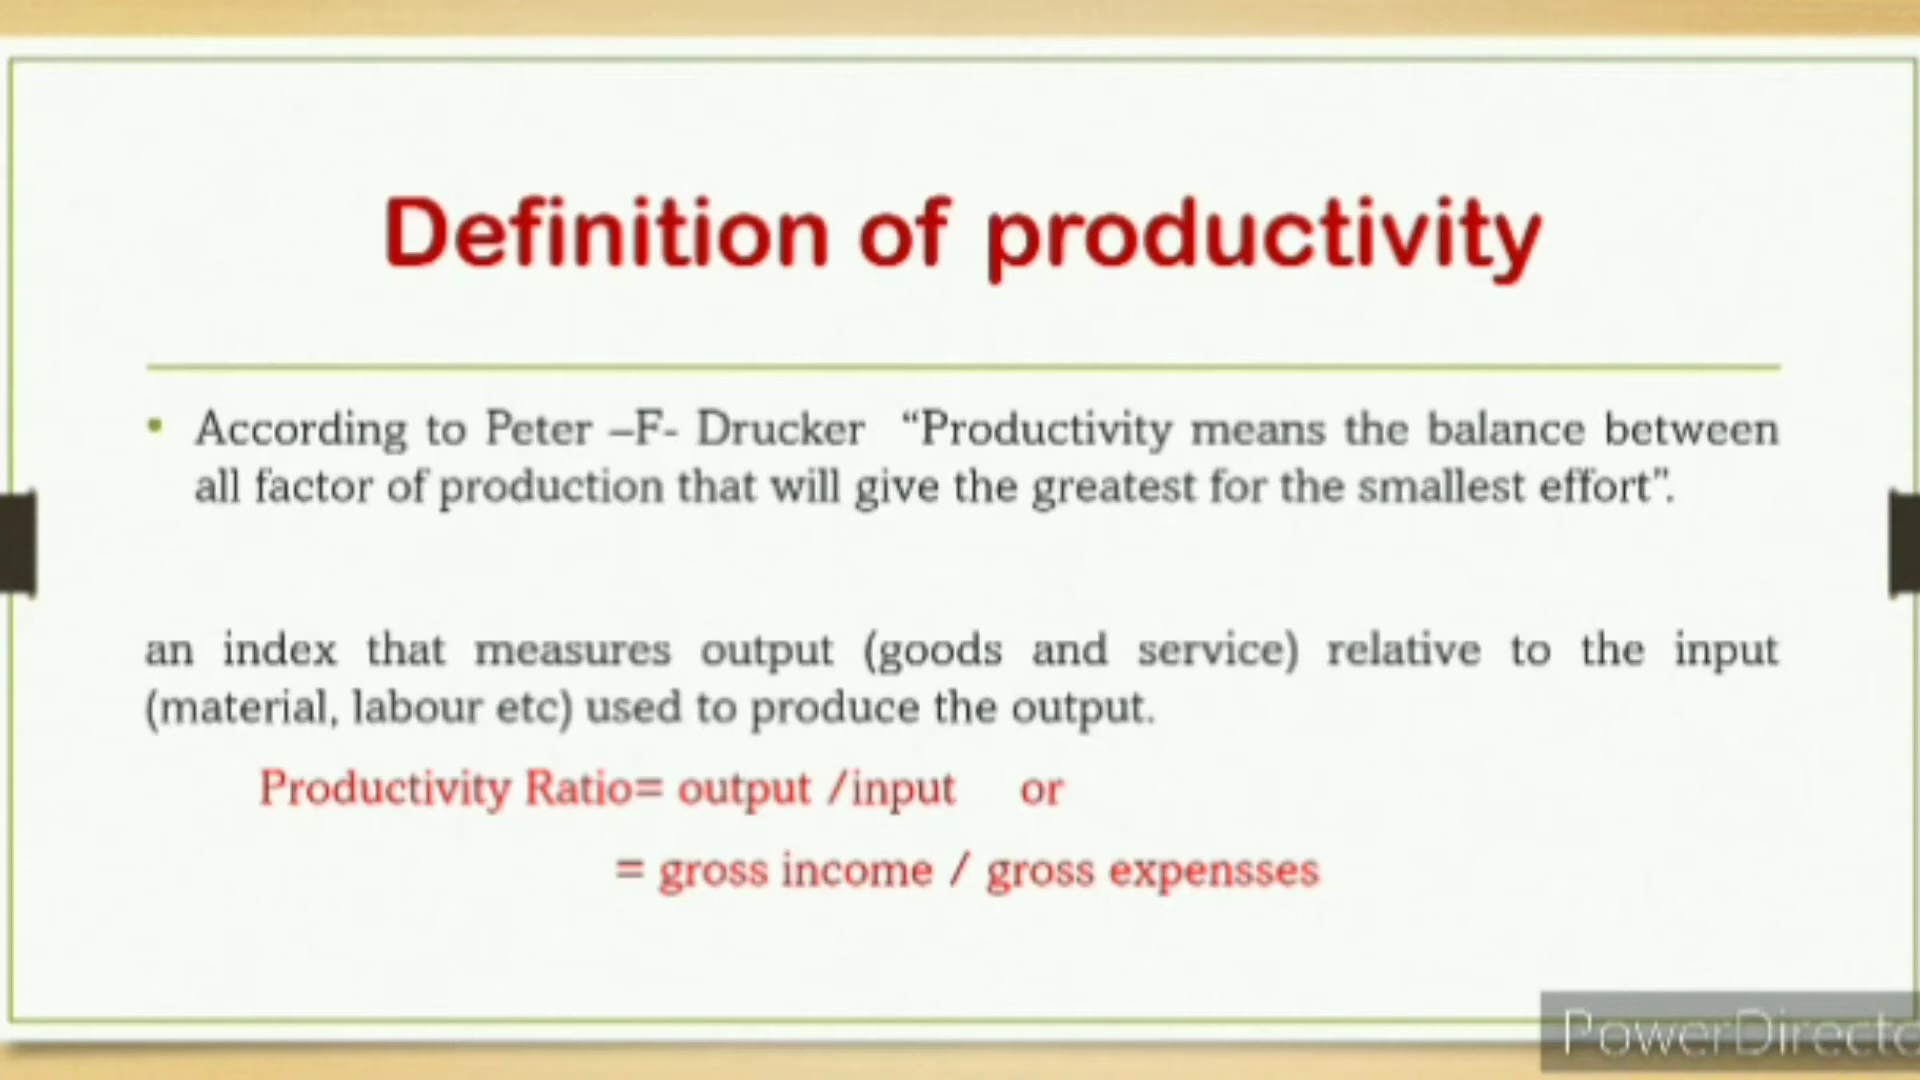 Definition of productivity
• According to Peter –F- Drucker “Productivity means the balance between
all factor of production that will give the greatest for the smallest effort”.
an index that measures output (goods and service) relative to the input
(material, labour etc) used to produce the output.
Productivity Ratio= output /input or
= gross income / gross expensses
PowerDirecto